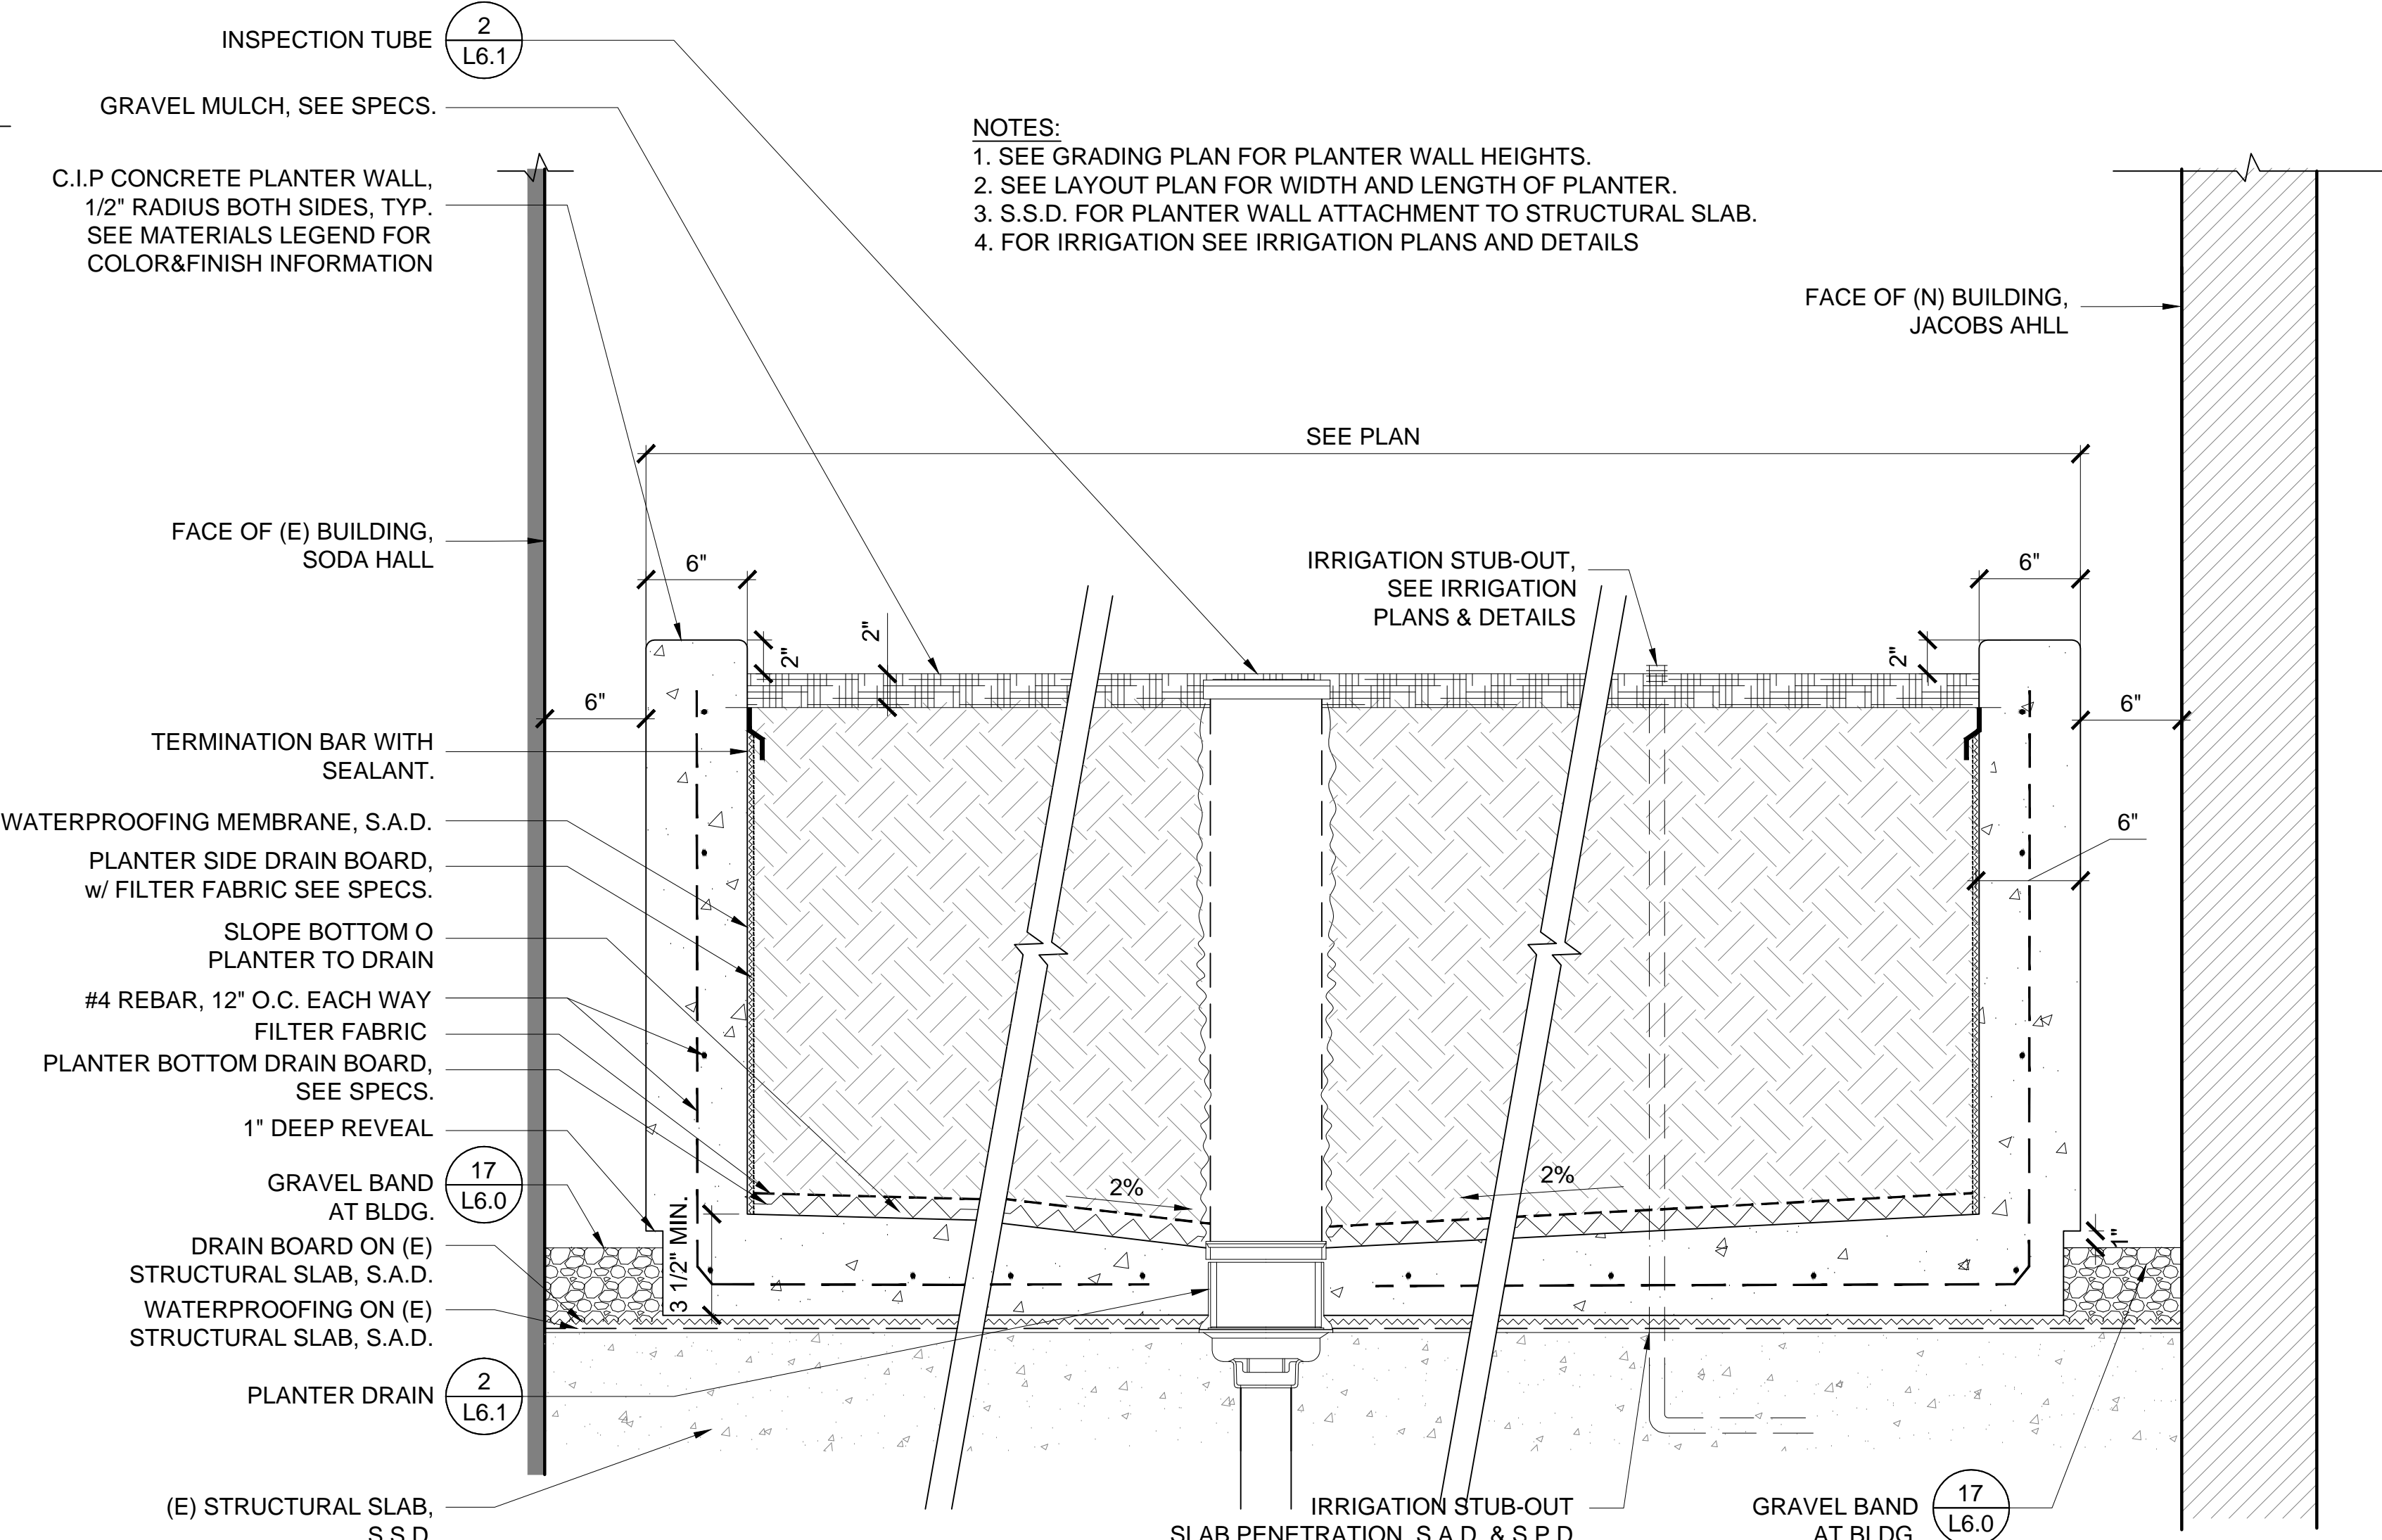 INSPECTION TUBE
2
L6.1
GRAVEL MULCH, SEE SPECS.
C.I.P CONCRETE PLANTER WALL,
1/2" RADIUS BOTH SIDES, TYP.
SEE MATERIALS LEGEND FOR
COLOR&FINISH INFORMATION
NOTES:
1. SEE GRADING PLAN FOR PLANTER WALL HEIGHTS.
2. SEE LAYOUT PLAN FOR WIDTH AND LENGTH OF PLANTER.
3. S.S.D. FOR PLANTER WALL ATTACHMENT TO STRUCTURAL SLAB.
4. FOR IRRIGATION SEE IRRIGATION PLANS AND DETAILS
FACE OF (N) BUILDING,
JACOBS AHLL
SEE PLAN
FACE OF (E) BUILDING,
SODA HALL
6"
IRRIGATION STUB-OUT,
SEE IRRIGATION
PLANS & DETAILS
6"
2"
2"
2"
6"
6"
TERMINATION BAR WITH
SEALANT.
WATERPROOFING MEMBRANE, S.A.D.
6"
PLANTER SIDE DRAIN BOARD,
w/ FILTER FABRIC SEE SPECS.
SLOPE BOTTOM O
PLANTER TO DRAIN
#4 REBAR, 12" O.C. EACH WAY
FILTER FABRIC
PLANTER BOTTOM DRAIN BOARD,
SEE SPECS.
1" DEEP REVEAL
2%
2%
GRAVEL BAND
AT BLDG.
17
L6.0
3 1/2" MIN.
1"
DRAIN BOARD ON (E)
STRUCTURAL SLAB, S.A.D.
WATERPROOFING ON (E)
STRUCTURAL SLAB, S.A.D.
PLANTER DRAIN
2
L6.1
(E) STRUCTURAL SLAB,
S.S.D.
IRRIGATION STUB-OUT
SLAB PENETRATION, S.A.D. & S.P.D
GRAVEL BAND
AT BLDG.
17
L6.0